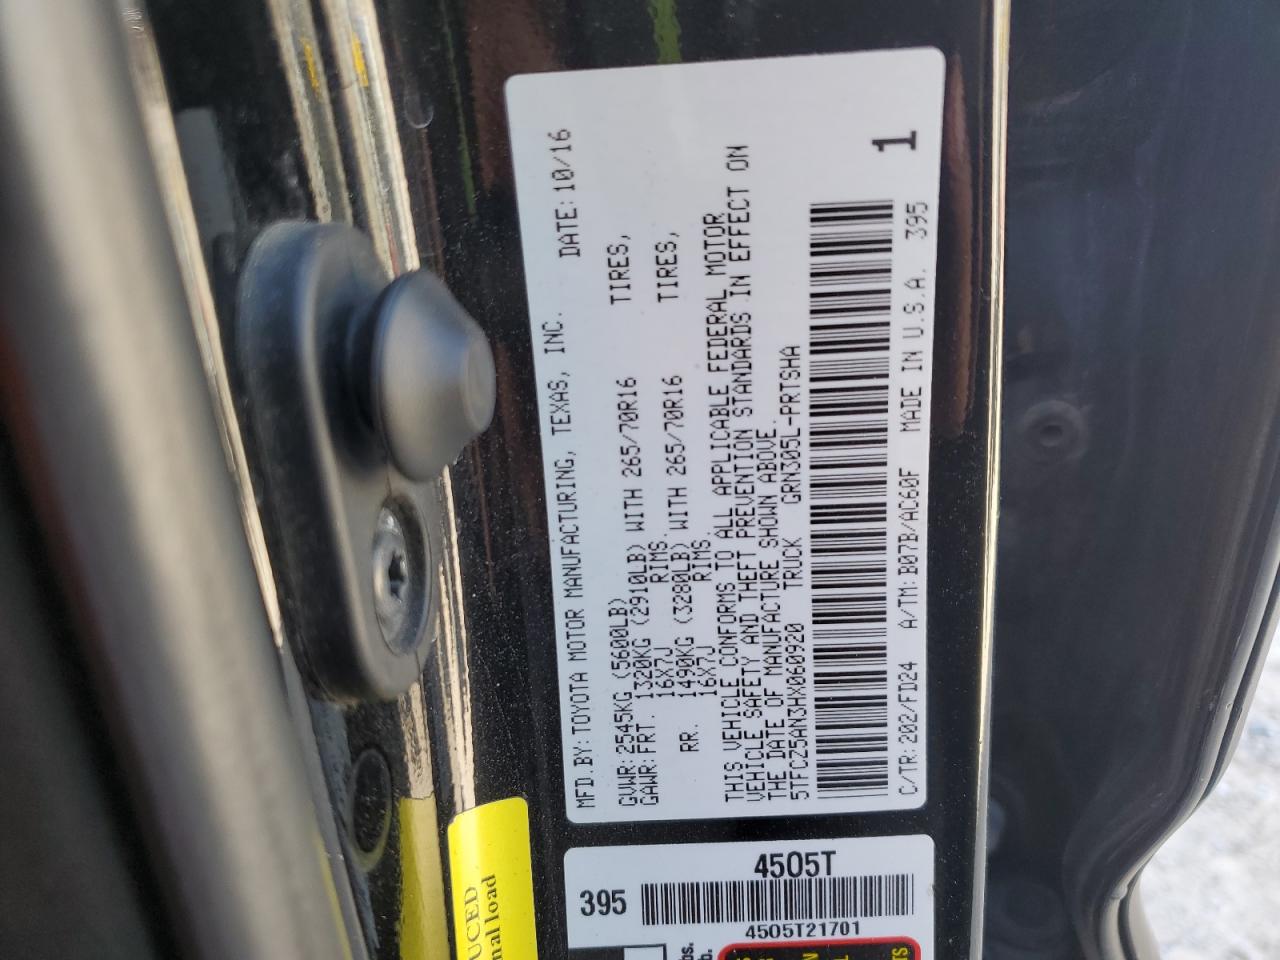 MFD.BY: TOYOTA MOTOR MANUFACTURING, TEXAS, INC. DATE: 10/16
GVWR: 2545KG (5600LB)
GAWR: FRT. 1320KG (2910LB) WITH 265/70R16 TIRES,
16X7J RIMS.
RR. 1490KG (3280LB) WITH 265/70R16 TIRES,
16X7J RIMS.
THIS VEHICLE CONFORMS TO ALL APPLICABLE FEDERAL MOTOR
VEHICLE SAFETY AND THEFT PREVENTION STANDARDS IN EFFECT ON
THE DATE OF MANUFACTURE SHOWN ABOVE.
5TFCZ5AN3HX060920 TRUCK GRN305L-PRTSHA
1
C/TR: 202/FD24 A/TM: B07B/AC60F MADE IN U.S.A. 395
4505T
395
4505T21701
UCED
nal load